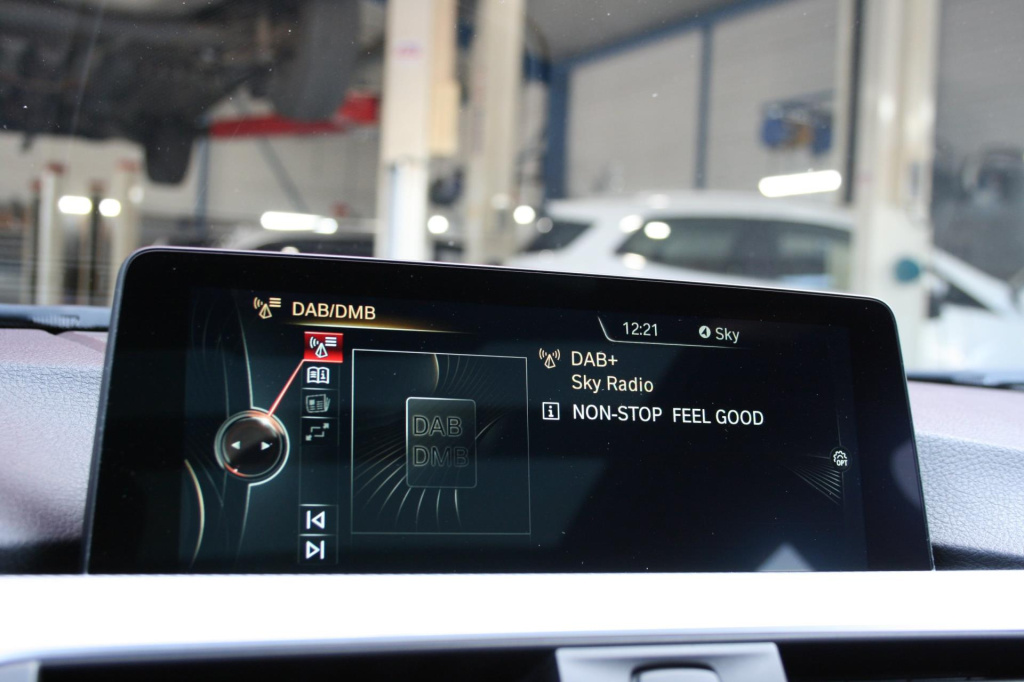 DAB/DMB
12:21
Sky
DAB+
Sky Radio
NON-STOP FEEL GOOD
DAB
DMB
OPT